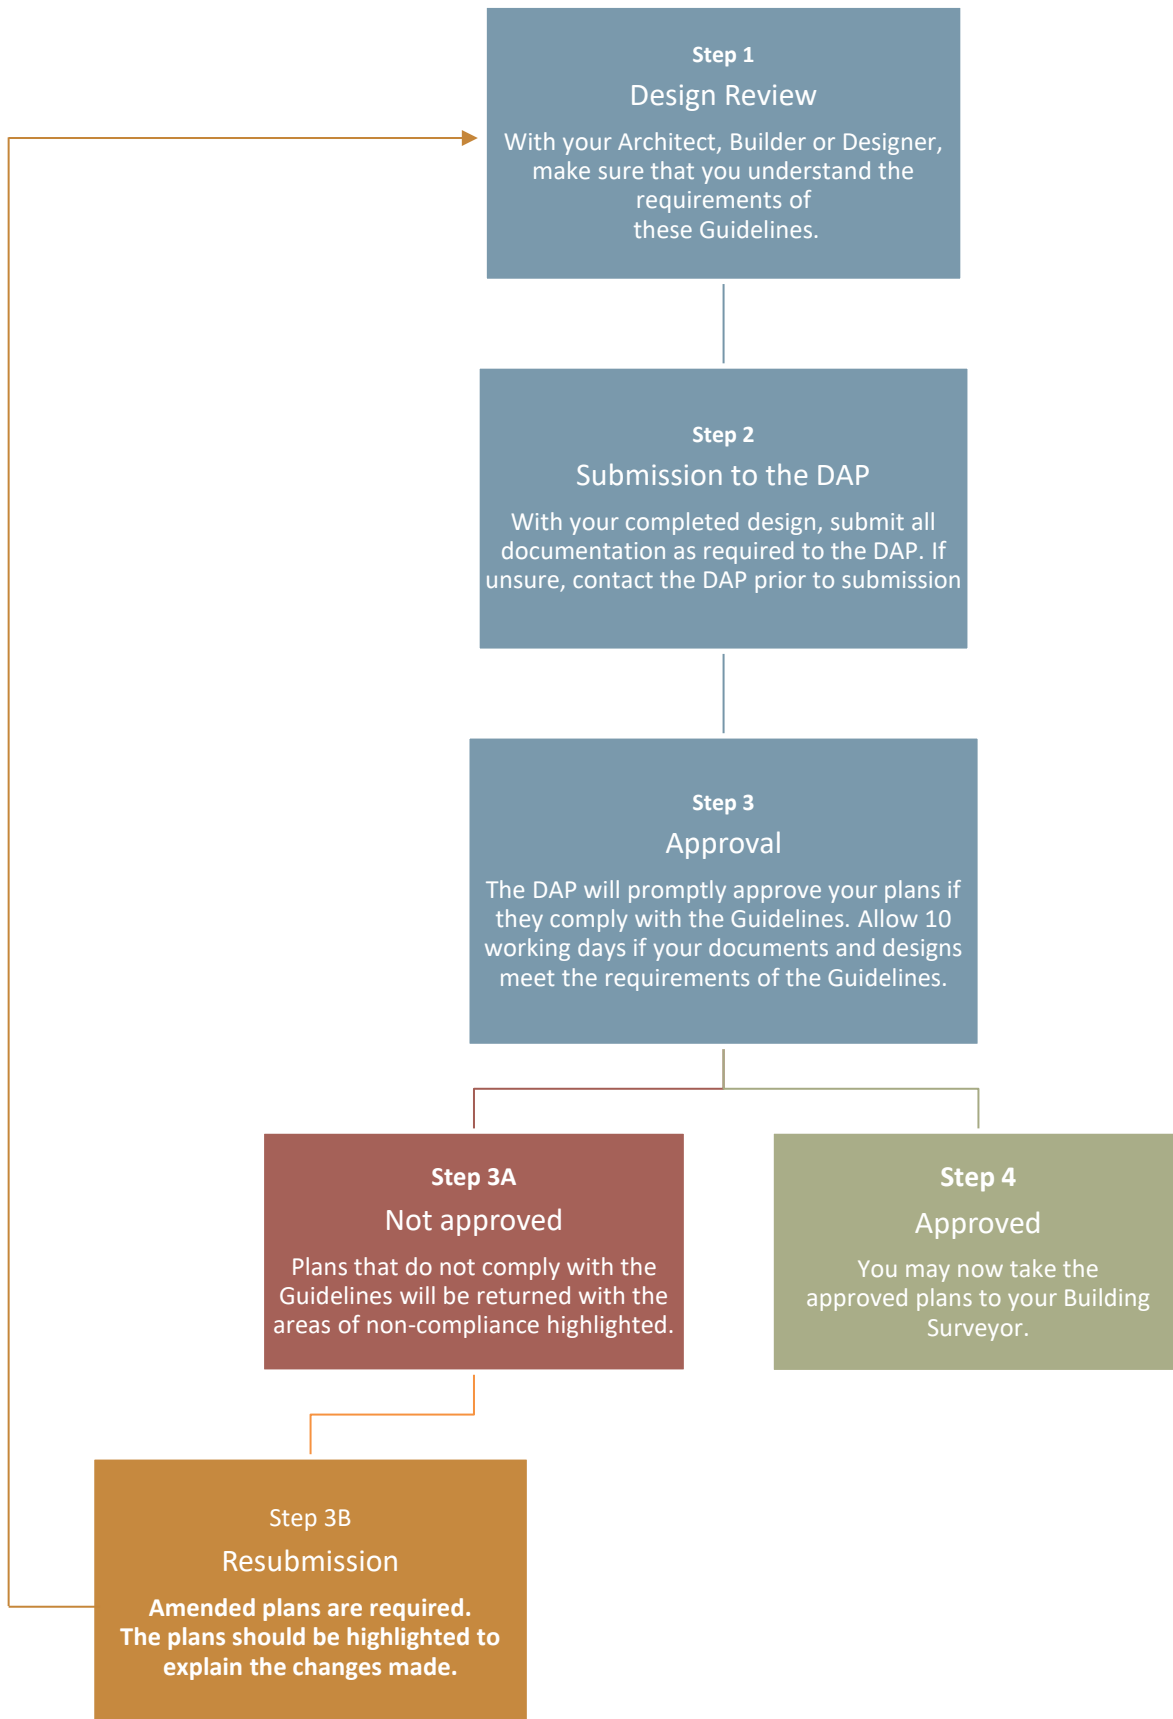 Step 1
Design Review
With your Architect, Builder or Designer,
make sure that you understand the
requirements of
these Guidelines.
Step 2
Submission to the DAP
With your completed design, submit all
documentation as required to the DAP. If
unsure, contact the DAP prior to submission
Step 3
Approval
The DAP will promptly approve your plans if
they comply with the Guidelines. Allow 10
working days if your documents and designs
meet the requirements of the Guidelines.
Step 3A
Not approved
Plans that do not comply with the
Guidelines will be returned with the
areas of non-compliance highlighted.
Step 4
Approved
You may now take the
approved plans to your Building
Surveyor.
Step 3B
Resubmission
Amended plans are required.
The plans should be highlighted to
explain the changes made.